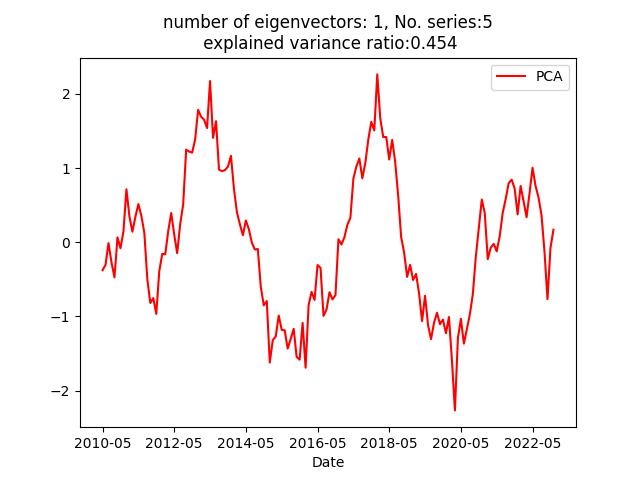 number of eigenvectors: 1, No. series:5
explained variance ratio:0.454
PCA
2
1
0
−1
−2
2010-05 2012-05 2014-05 2016-05 2018-05 2020-05 2022-05
Date